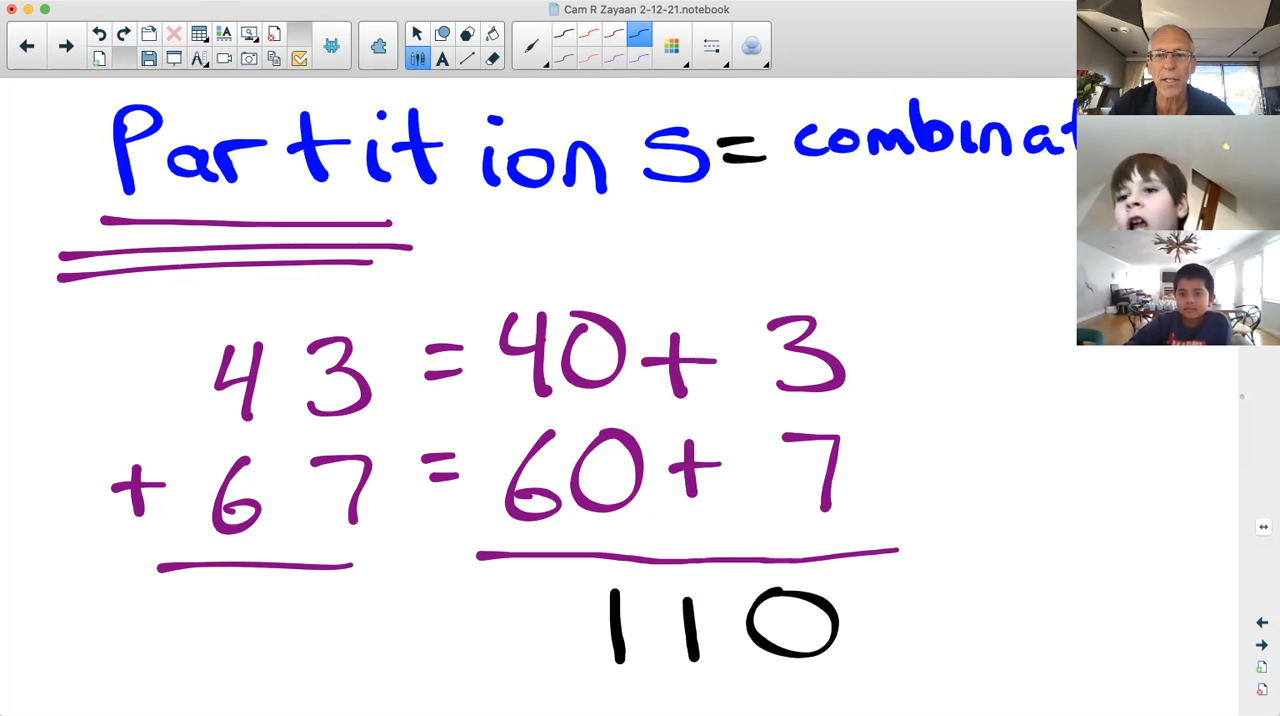 Cam R Zayaan 2-12-21.notebook
Partitions = combinat
43 = 40 + 3
+ 67 = 60 + 7
110